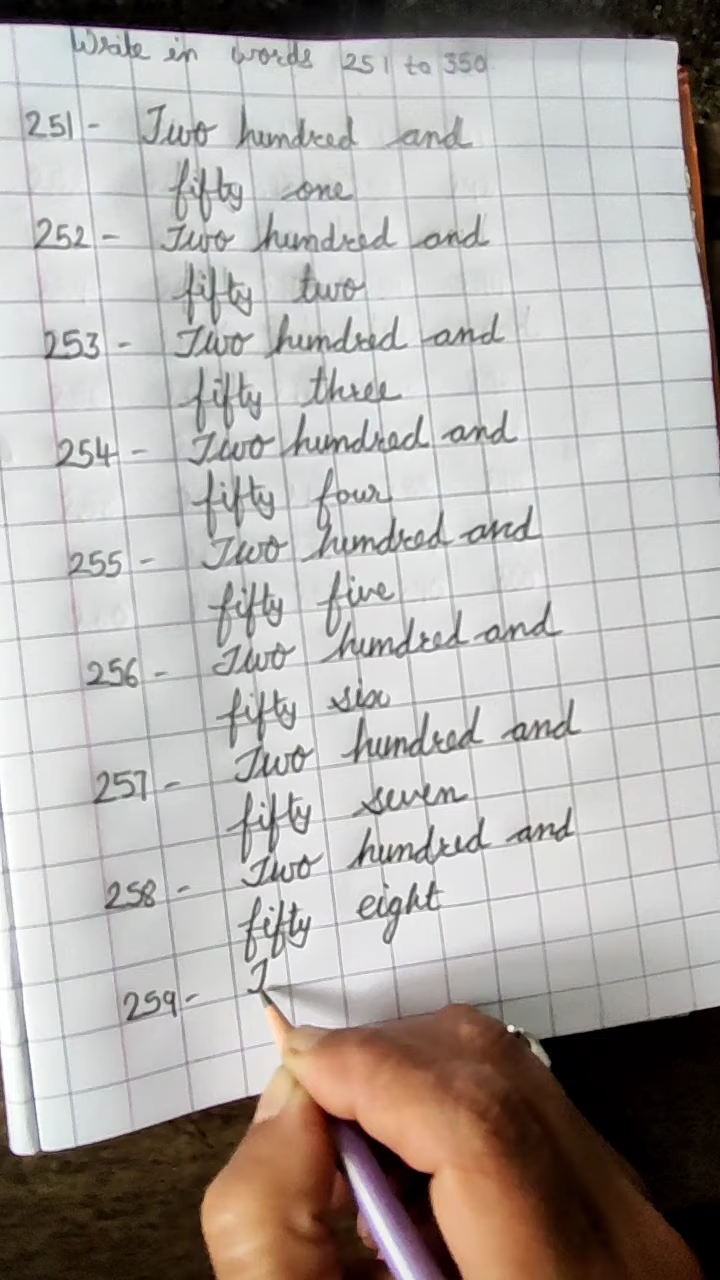 Write in words 251 to 350
251 - Two hundred and
fifty one
252 - Two hundred and
fifty two
253 - Two hundred and
fifty three
254 - Two hundred and
fifty four
255 - Two hundred and
fifty five
256 - Two hundred and
fifty six
257 - Two hundred and
fifty seven
258 - Two hundred and
fifty eight
259 - T